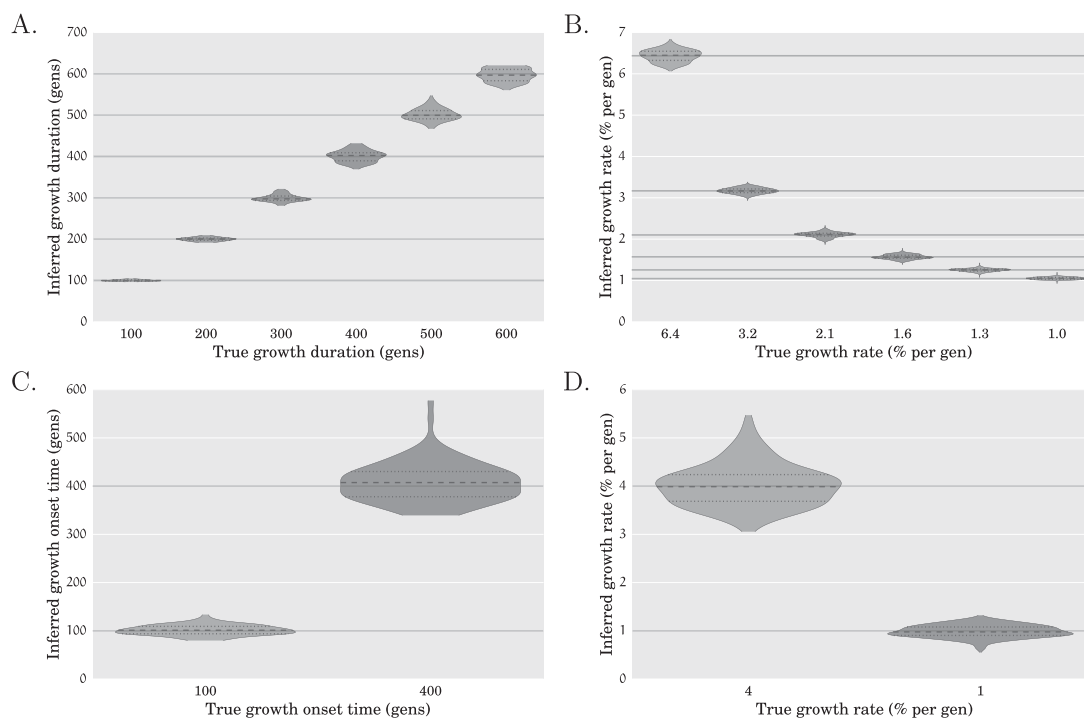 A.
700
600
500
400
300
200
100
0
Inferred growth duration (gens)
100 200 300 400 500 600
True growth duration (gens)
B.
7
6
5
4
3
2
1
0
Inferred growth rate (% per gen)
6.4 3.2 2.1 1.6 1.3 1.0
True growth rate (% per gen)
C.
600
500
400
300
200
100
0
Inferred growth onset time (gens)
100 400
True growth onset time (gens)
D.
6
5
4
3
2
1
0
Inferred growth rate (% per gen)
4 1
True growth rate (% per gen)